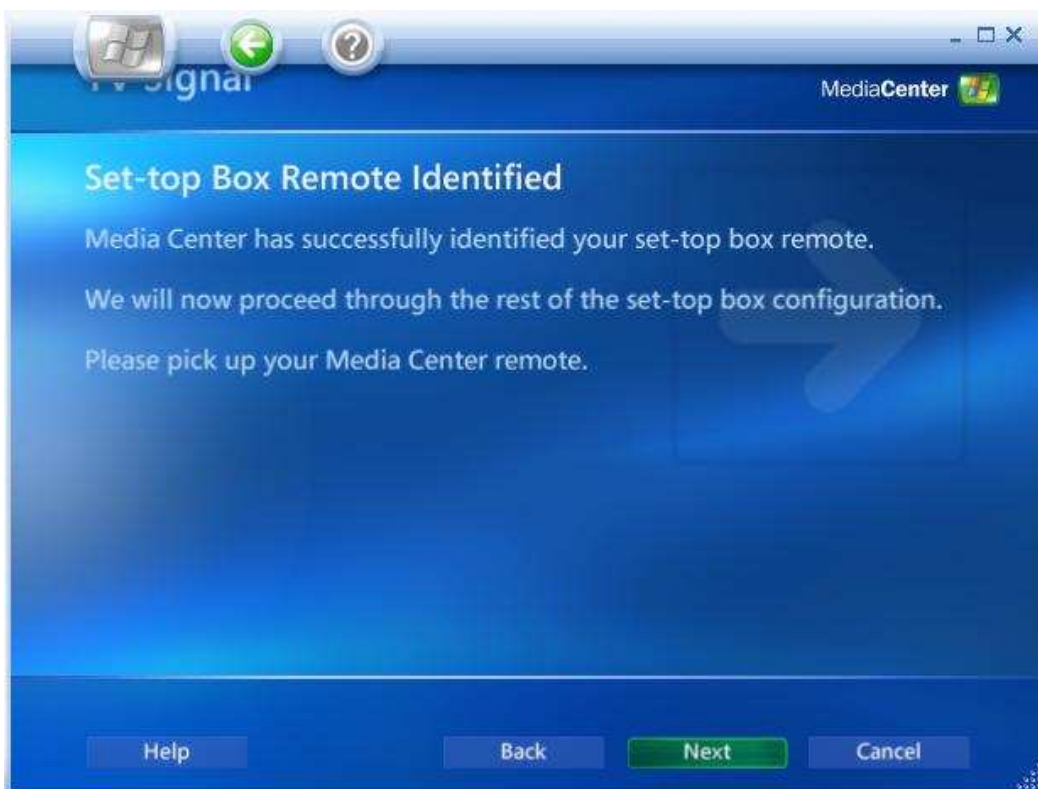 TV Signal
MediaCenter
Set-top Box Remote Identified
Media Center has successfully identified your set-top box remote.
We will now proceed through the rest of the set-top box configuration.
Please pick up your Media Center remote.
Help Back Next Cancel